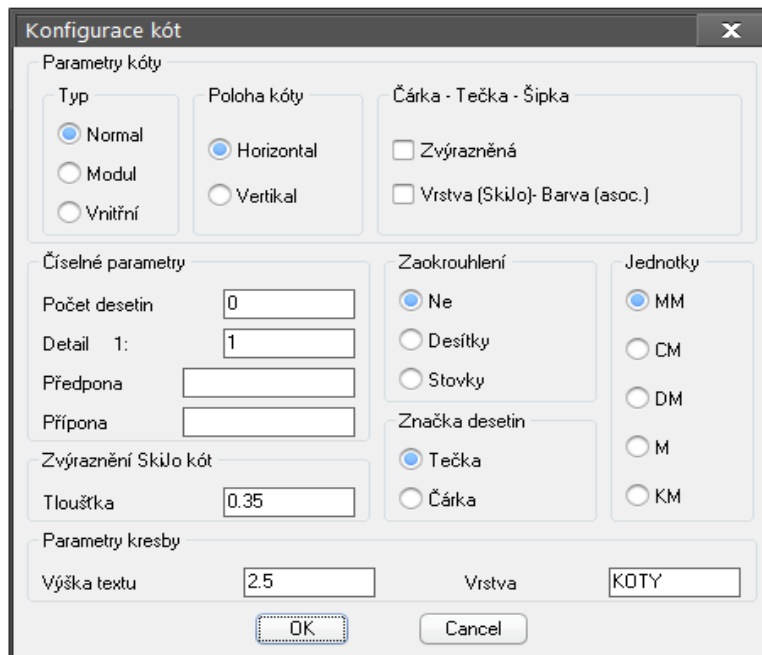 Konfigurace kót
Parametry kóty
Typ
Normal
Modul
Vnitřní
Poloha kóty
Horizontal
Vertikal
Čárka - Tečka - Šipka
Zvýrazněná
Vrstva (SkiJo)- Barva (asoc.)
Číselné parametry
Počet desetin 0
Detail 1: 1
Předpona
Přípona
Zaokrouhlení
Ne
Desítky
Stovky
Jednotky
MM
CM
DM
M
KM
Značka desetin
Tečka
Čárka
Zvýraznění SkiJo kót
Tloušťka 0.35
Parametry kresby
Výška textu 2.5 Vrstva KOTY
OK Cancel